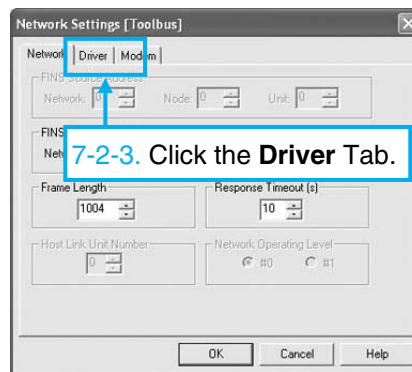 Network Settings [Toolbus]
Network Driver Modem
FINS Source Address
Network: 0 Node: 0 Unit: 0
FINS
Net
7-2-3. Click the Driver Tab.
Frame Length
1004
Response Timeout (s)
10
Host Link Unit Number
0
Network Operating Level
#0 #1
OK Cancel Help